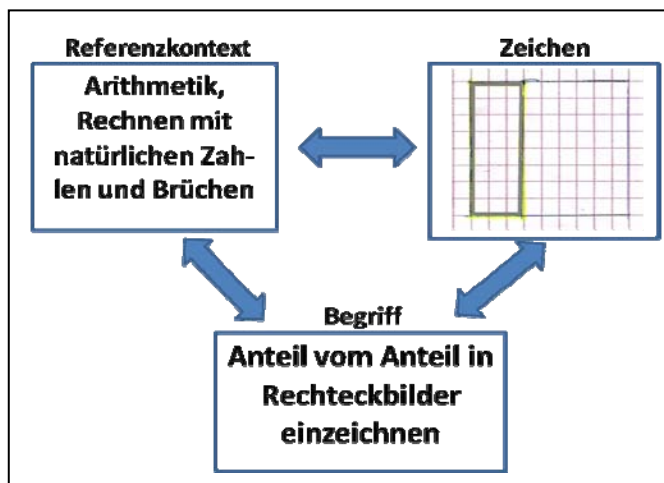 Referenzkontext
Arithmetik,
Rechnen mit
natürlichen Zah-
len und Brüchen
Zeichen
Begriff
Anteil vom Anteil in
Rechteckbilder
einzeichnen